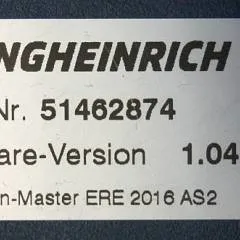 NGHEINRICH
Nr. 51462874
are-Version 1.04
n-Master ERE 2016 AS2